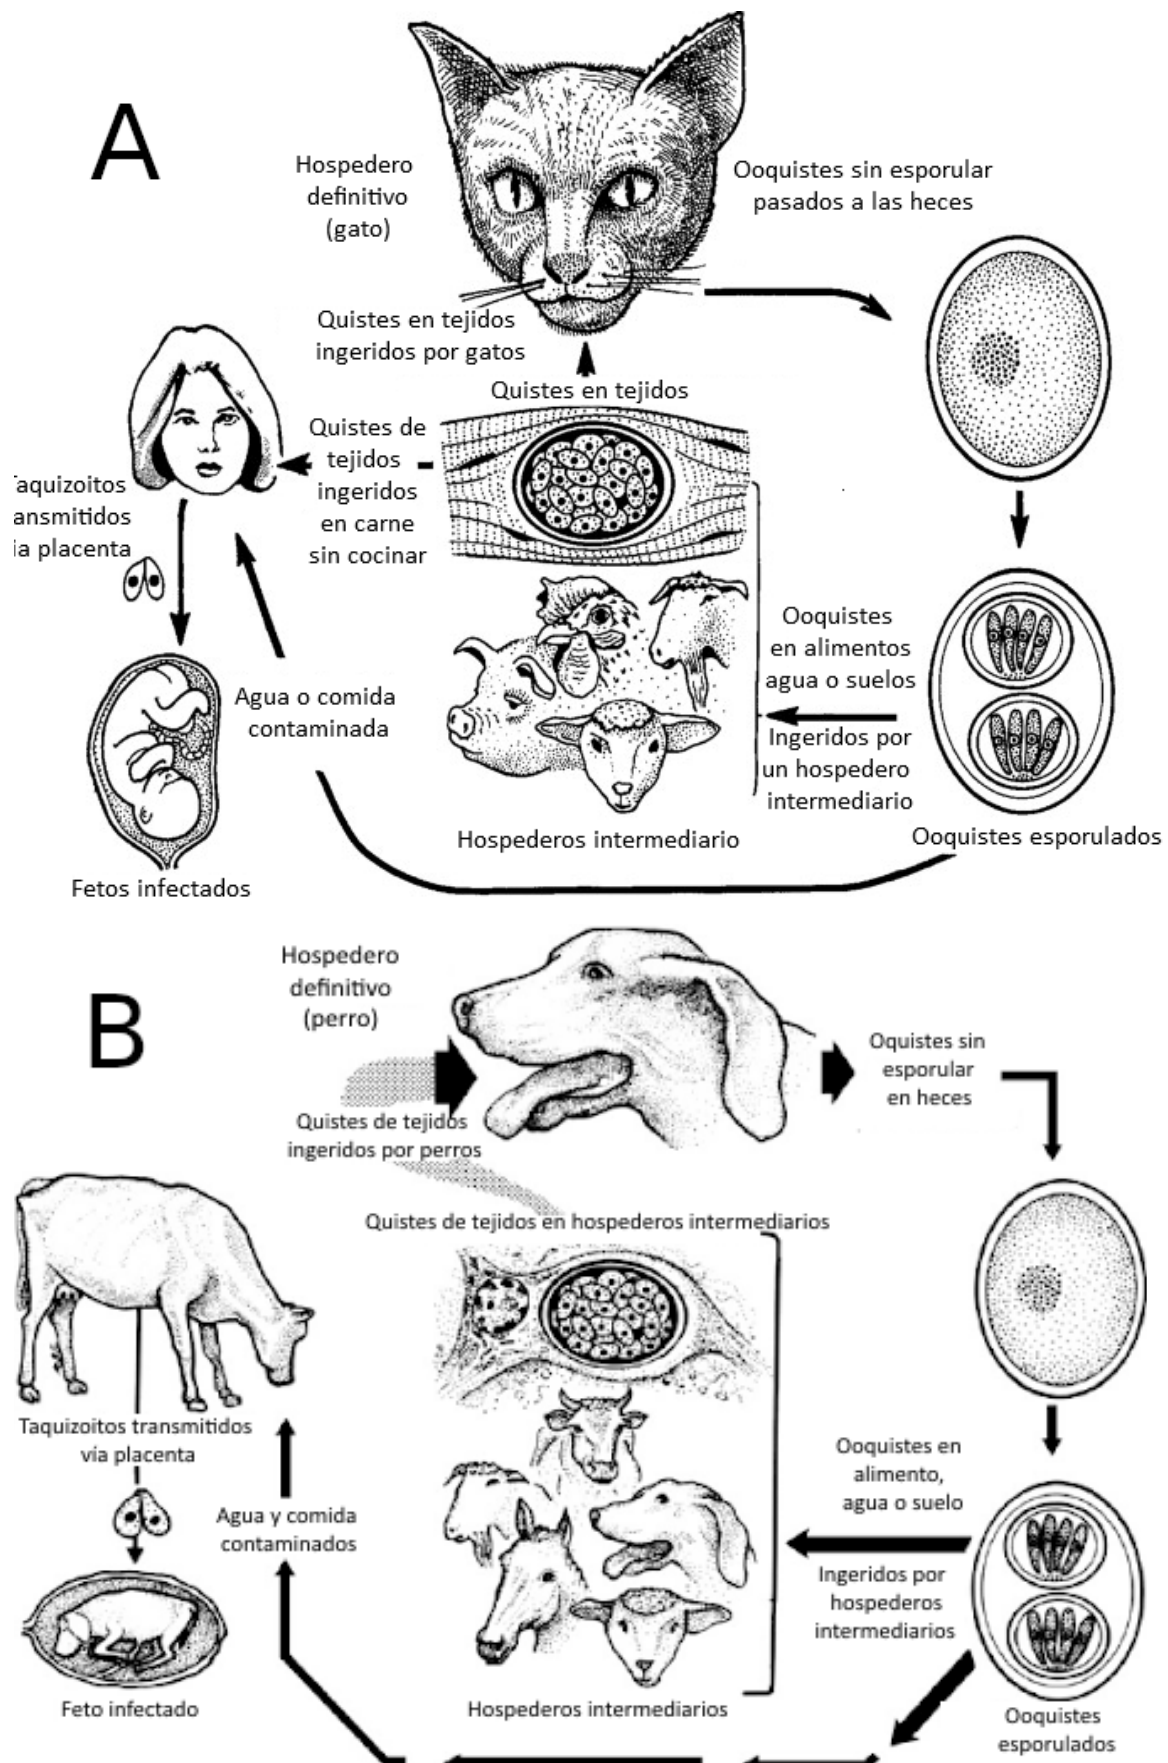 A
Hospedero
definitivo
(gato)
Ooquistes sin esporular
pasados a las heces
Quistes en tejidos
ingeridos por gatos
Quistes en tejidos
Quistes de
tejidos
ingeridos
en carne
sin cocinar
aquizoitos
ansmitidos
ia placenta
Ooquistes
en alimentos
agua o suelos
Ingeridos por
un hospedero
intermediario
Agua o comida
contaminada
Hospederos intermediario
Ooquistes esporulados
Fetos infectados
B
Hospedero
definitivo
(perro)
Oquistes sin
esporular
en heces
Quistes de tejidos
ingeridos por perros
Quistes de tejidos en hospederos intermediarios
Taquizoitos transmitidos
via placenta
Agua y comida
contaminados
Ooquistes en
alimento,
agua o suelo
Ingeridos por
hospederos
intermediarios
Feto infectado
Hospederos intermediarios
Ooquistes
esporulados